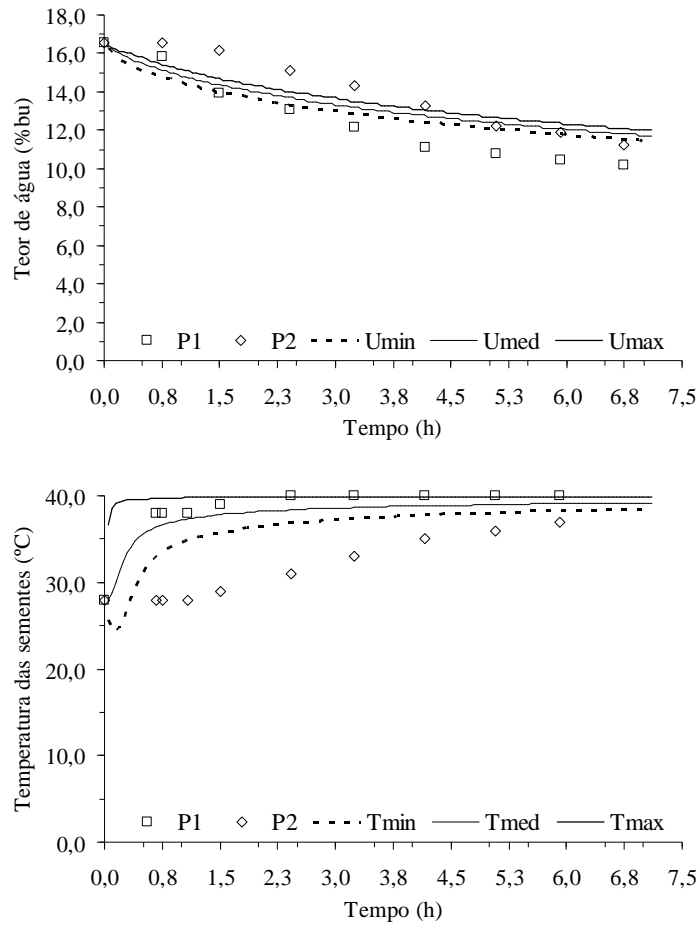 18,0
16,0
14,0
12,0
10,0
8,0
6,0
4,0
2,0
0,0
Teor de água (%bu)
P1 P2 Umin Umed Umax
0,0 0,8 1,5 2,3 3,0 3,8 4,5 5,3 6,0 6,8 7,5
Tempo (h)
40,0
30,0
20,0
10,0
0,0
Temperatura das sementes (ºC)
P1 P2 Tmin Tmed Tmax
0,0 0,8 1,5 2,3 3,0 3,8 4,5 5,3 6,0 6,8 7,5
Tempo (h)